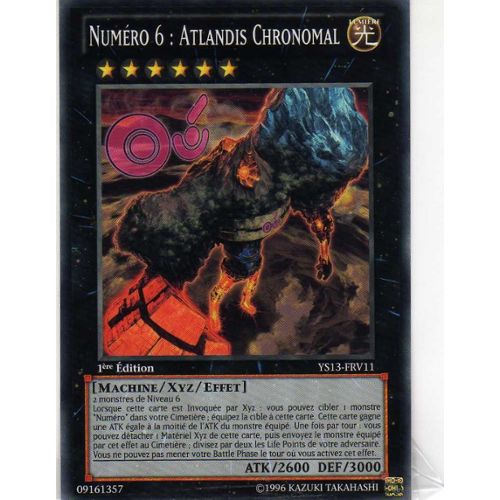 NUMÉRO 6 : ATLANDIS CHRONOMAL
LUMIÈRE
光
1ère Édition
YS13-FRV11
[MACHINE/XYZ/EFFET]
2 monstres de Niveau 6
Lorsque cette carte est Invoquée par Xyz : vous pouvez cibler 1 monstre
"Numéro" dans votre Cimetière ; équipez la cible à cette carte. Cette carte
gagne une ATK égale à la moitié de l'ATK du monstre équipé. Une fois par tour : vous
pouvez détacher 1 Matériel Xyz de cette carte, puis envoyez le monstre équipé
par cet effet au Cimetière ; divisez par deux les Life Points de votre adversaire.
Vous ne pouvez pas mener votre Battle Phase le tour où vous activez cet effet.
ATK/2600 DEF/3000
09161357
©1996 KAZUKI TAKAHASHI